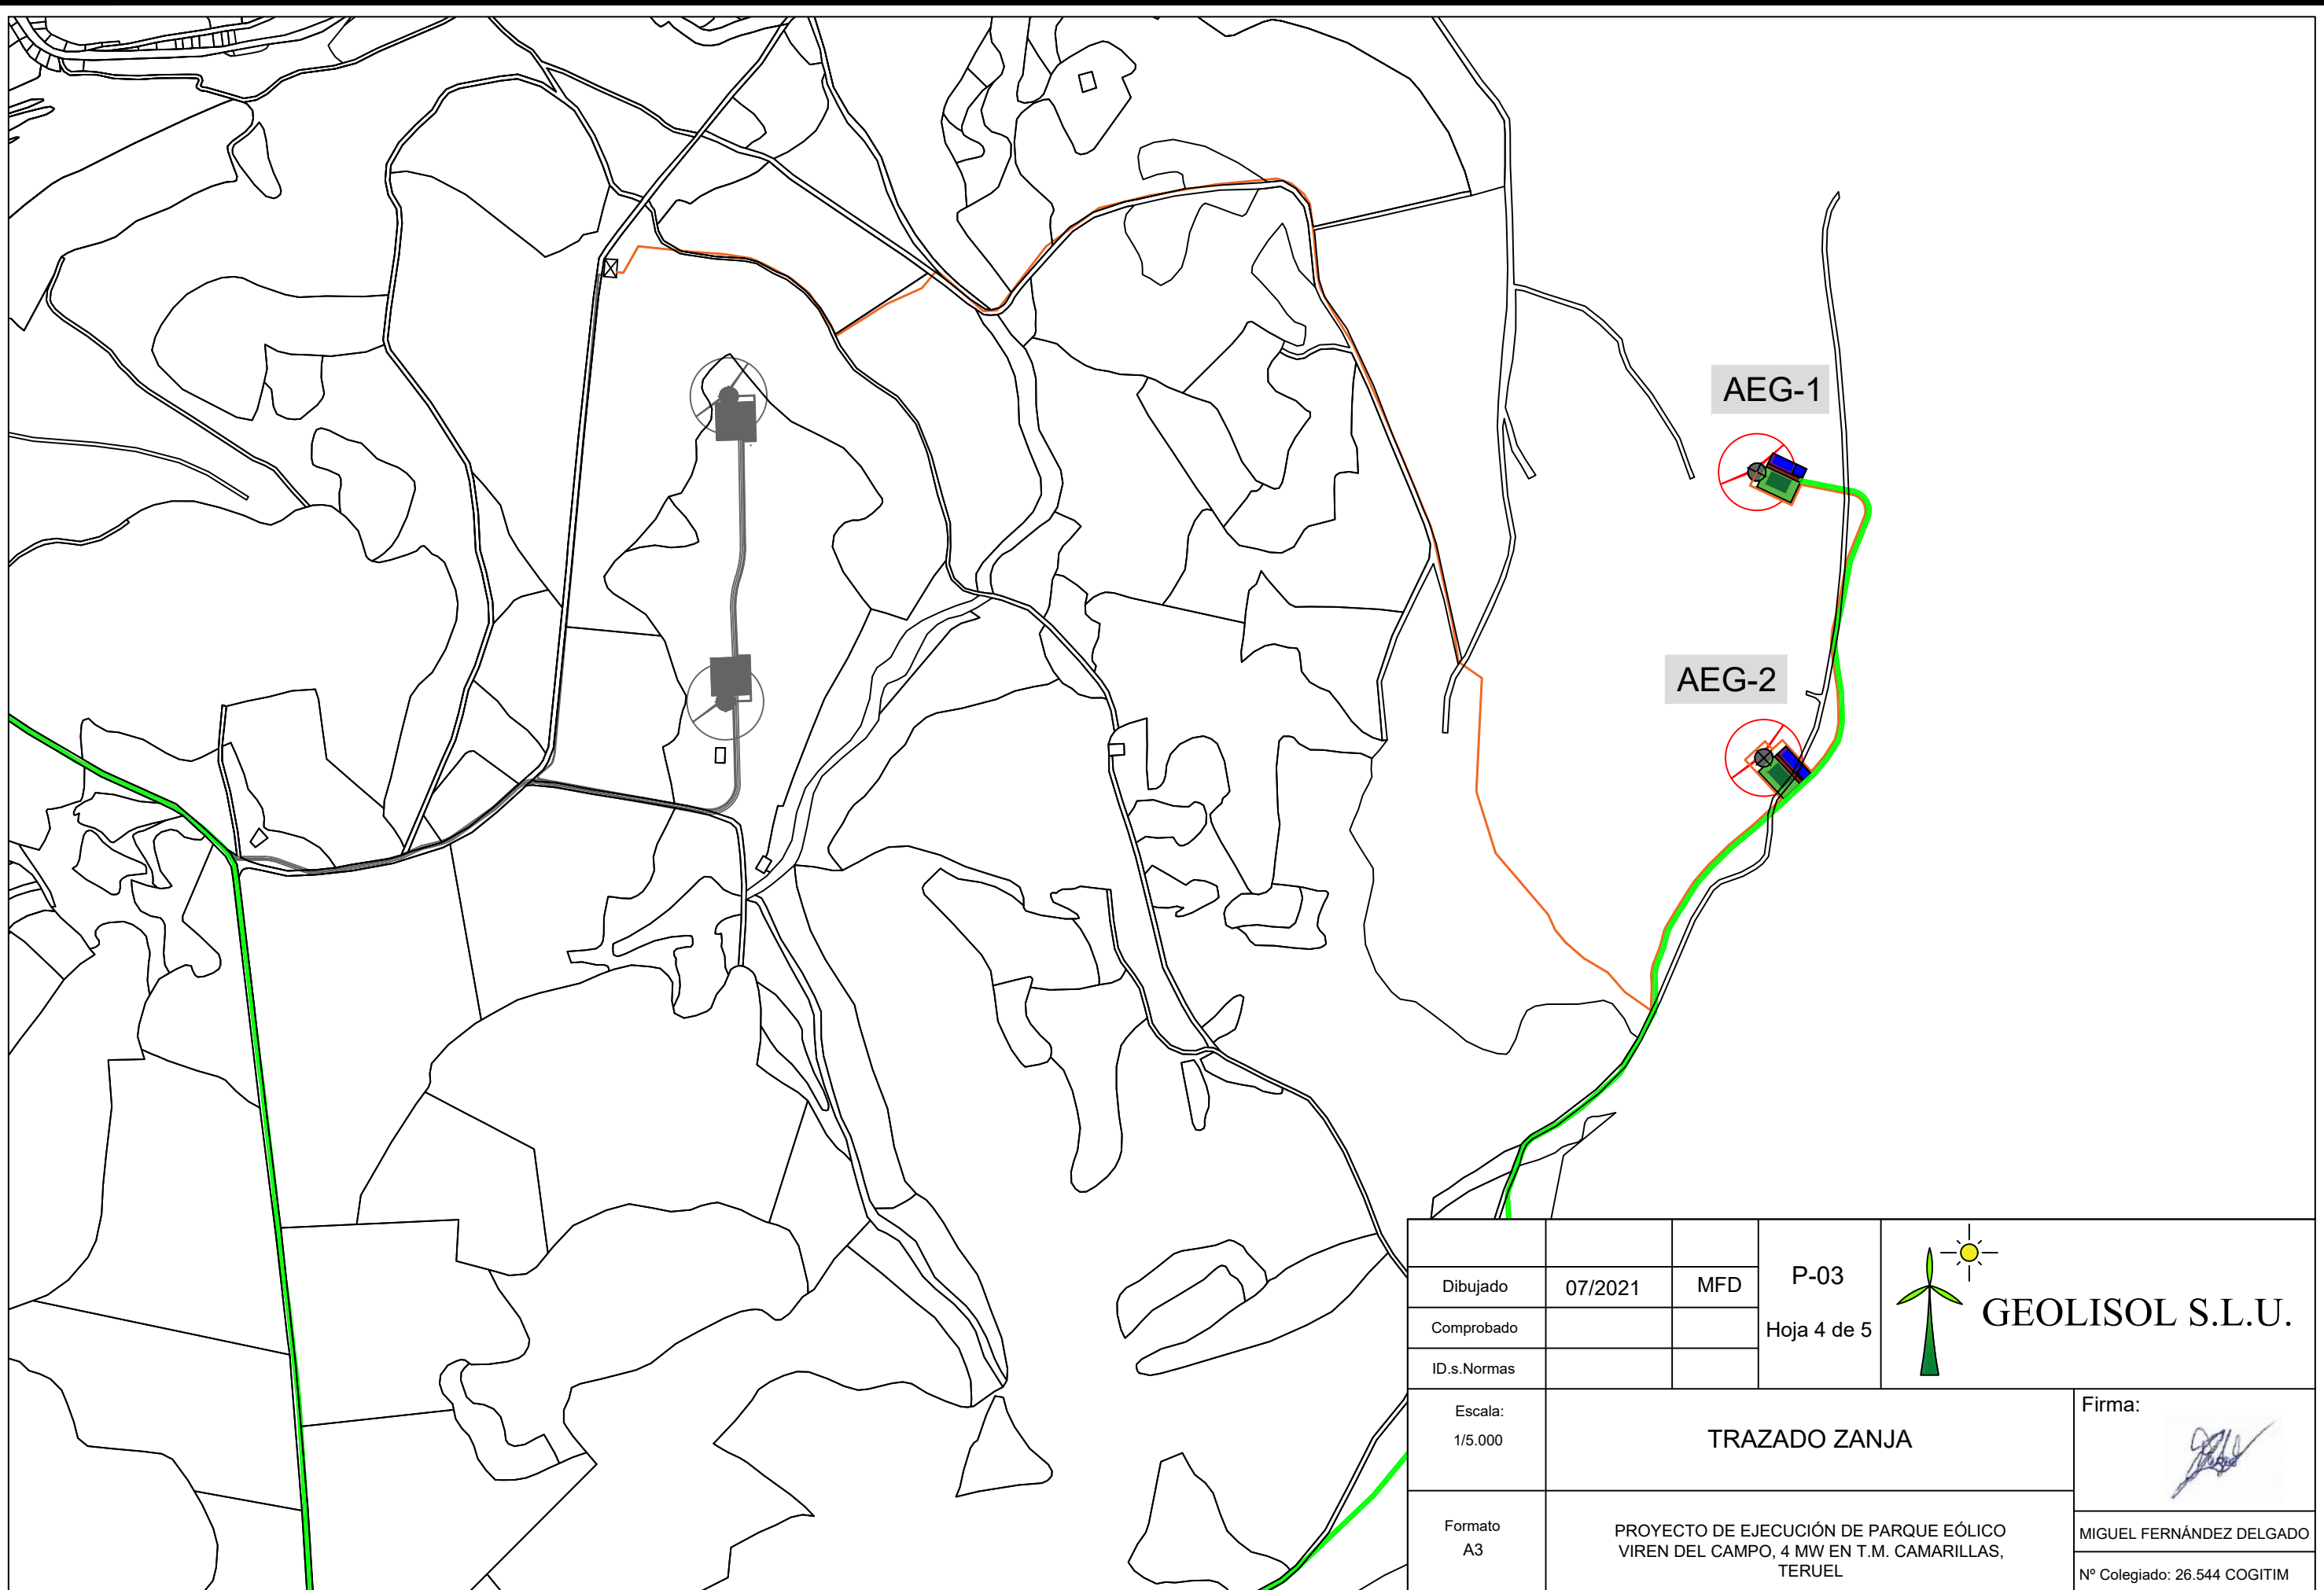 AEG-1
AEG-2
Dibujado 07/2021 MFD
Comprobado
ID.s.Normas
P-03
Hoja 4 de 5
GEOLISOL S.L.U.
Escala:
1/5.000
TRAZADO ZANJA
Firma:
Formato
A3
PROYECTO DE EJECUCIÓN DE PARQUE EÓLICO
VIREN DEL CAMPO, 4 MW EN T.M. CAMARILLAS,
TERUEL
MIGUEL FERNÁNDEZ DELGADO
Nº Colegiado: 26.544 COGITIM